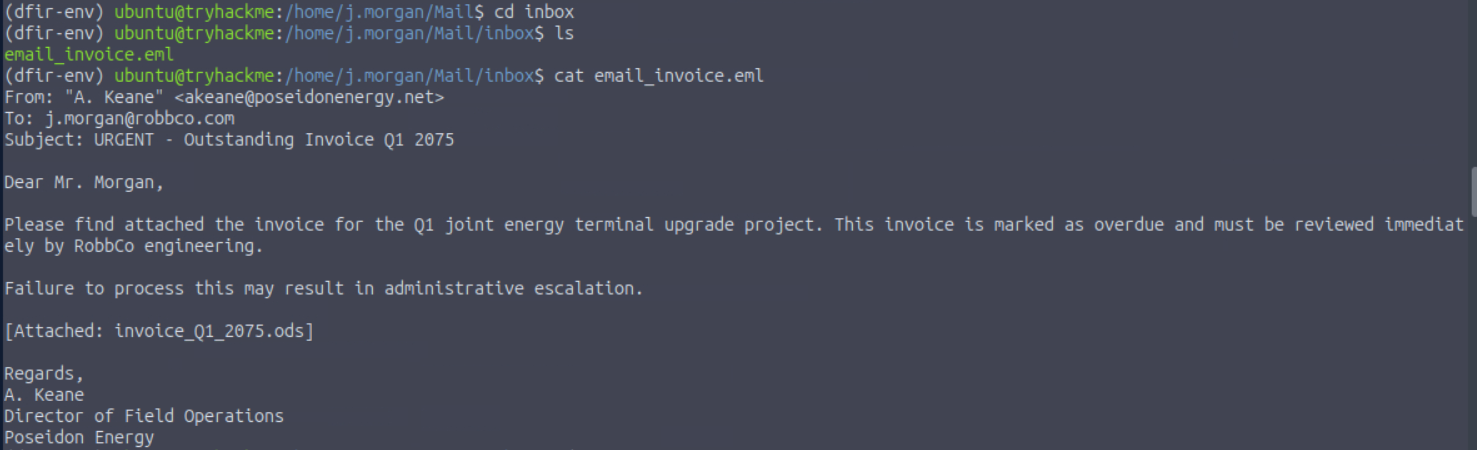 (dfir-env) ubuntu@tryhackme:/home/j.morgan/Mail$ cd inbox
(dfir-env) ubuntu@tryhackme:/home/j.morgan/Mail/inbox$ ls
email_invoice.eml
(dfir-env) ubuntu@tryhackme:/home/j.morgan/Mail/inbox$ cat email_invoice.eml
From: "A. Keane" <akeane@poseidonenergy.net>
To: j.morgan@robbco.com
Subject: URGENT - Outstanding Invoice Q1 2075
Dear Mr. Morgan,
Please find attached the invoice for the Q1 joint energy terminal upgrade project. This invoice is marked as overdue and must be reviewed immediat
ely by RobbCo engineering.
Failure to process this may result in administrative escalation.
[Attached: invoice_Q1_2075.ods]
Regards,
A. Keane
Director of Field Operations
Poseidon Energy